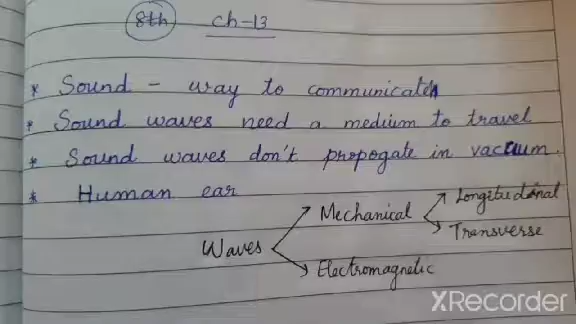 8th ch-13
* Sound - way to communicate
* Sound waves need a medium to travel
* Sound waves don't propogate in vacuum.
* Human ear
Waves
Mechanical
Longitudinal
Transverse
Electromagnetic
XRecorder